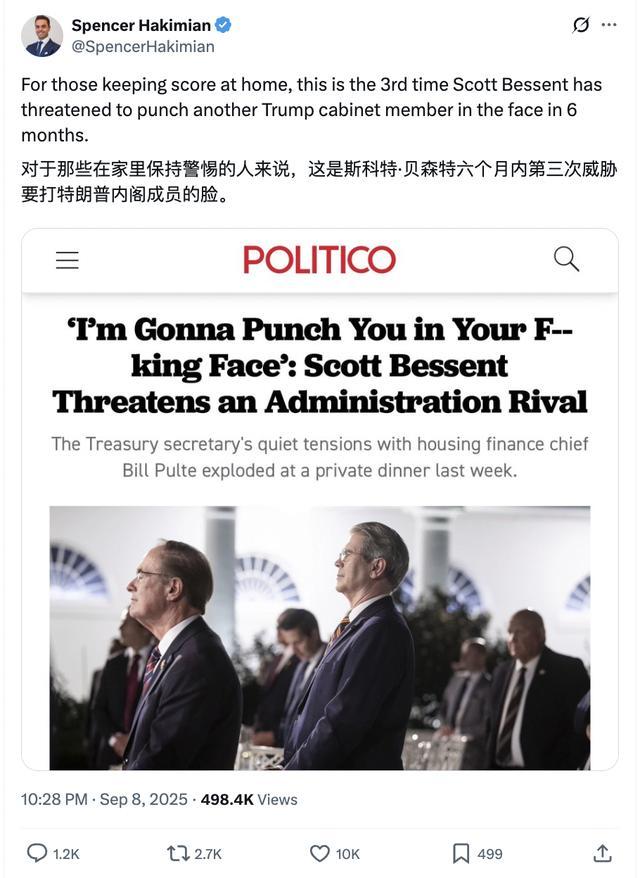 Spencer Hakimian
@SpencerHakimian
For those keeping score at home, this is the 3rd time Scott Bessent has
threatened to punch another Trump cabinet member in the face in 6
months.
对于那些在家里保持警惕的人来说，这是斯科特·贝森特六个月内第三次威胁
要打特朗普内阁成员的脸。
POLITICO
‘I’m Gonna Punch You in Your F--
king Face’: Scott Bessent
Threatens an Administration Rival
The Treasury secretary's quiet tensions with housing finance chief
Bill Pulte exploded at a private dinner last week.
10:28 PM · Sep 8, 2025 · 498.4K Views
1.2K 2.7K 10K 499